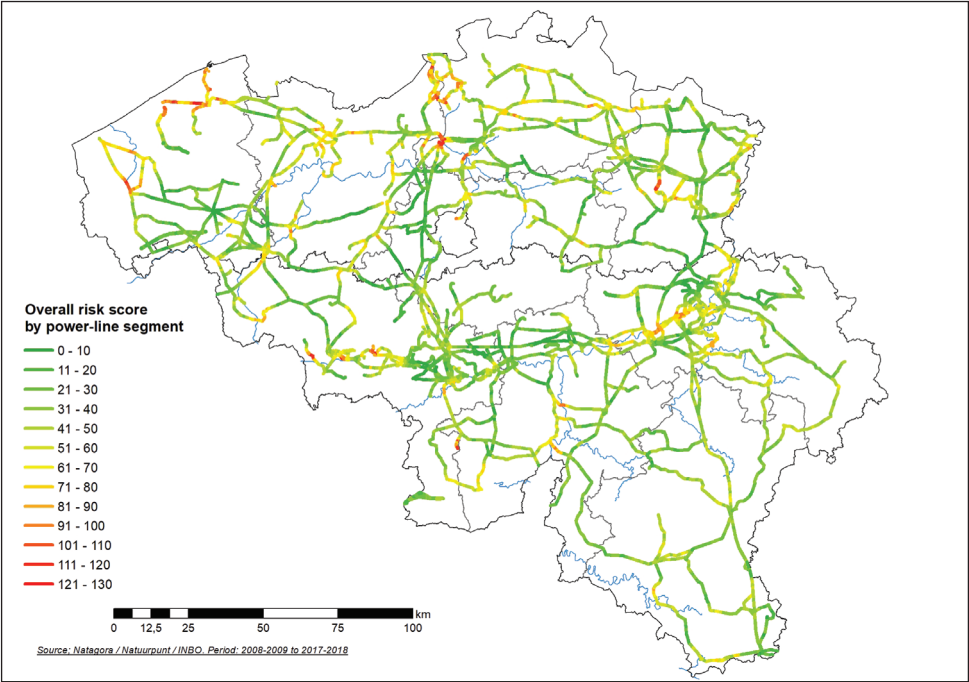 Overall risk score
by power-line segment
0 - 10
11 - 20
21 - 30
31 - 40
41 - 50
51 - 60
61 - 70
71 - 80
81 - 90
91 - 100
101 - 110
111 - 120
121 - 130
km
0 12,5 25 50 75 100
Source; Natagora / Natuurpunt / INBO. Period: 2008-2009 to 2017-2018